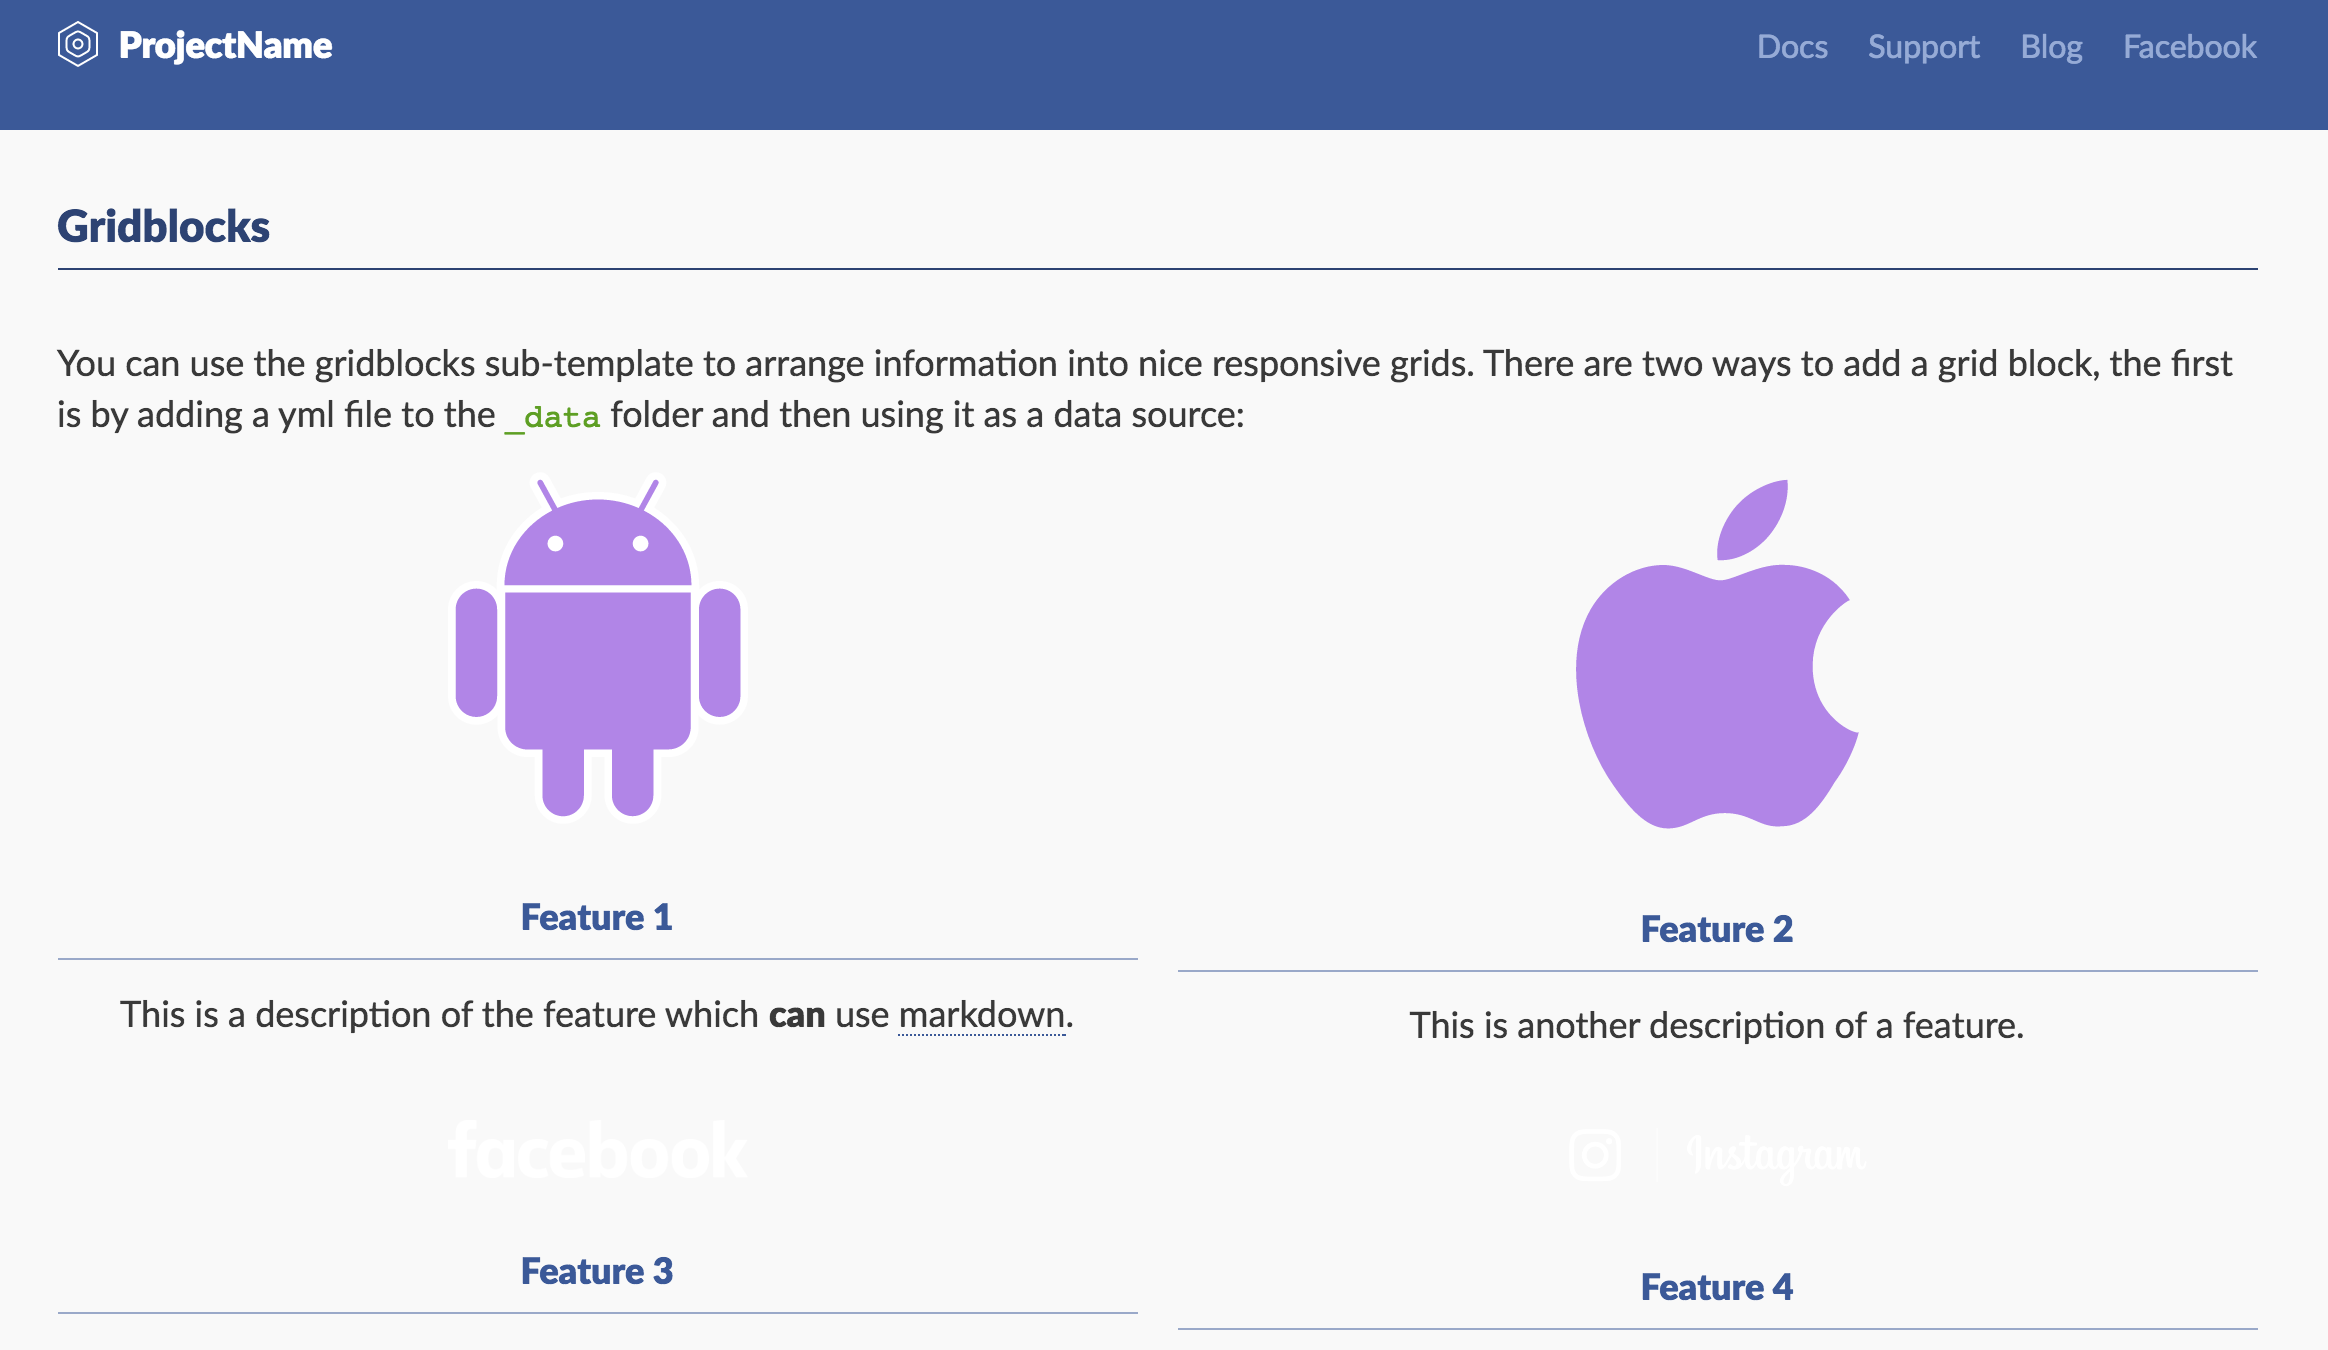 ProjectName
Docs Support Blog Facebook
Gridblocks
You can use the gridblocks sub-template to arrange information into nice responsive grids. There are two ways to add a grid block, the first
is by adding a yml file to the _data folder and then using it as a data source:
Feature 1
Feature 2
This is a description of the feature which can use markdown.
This is another description of a feature.
facebook
Instagram
Feature 3
Feature 4